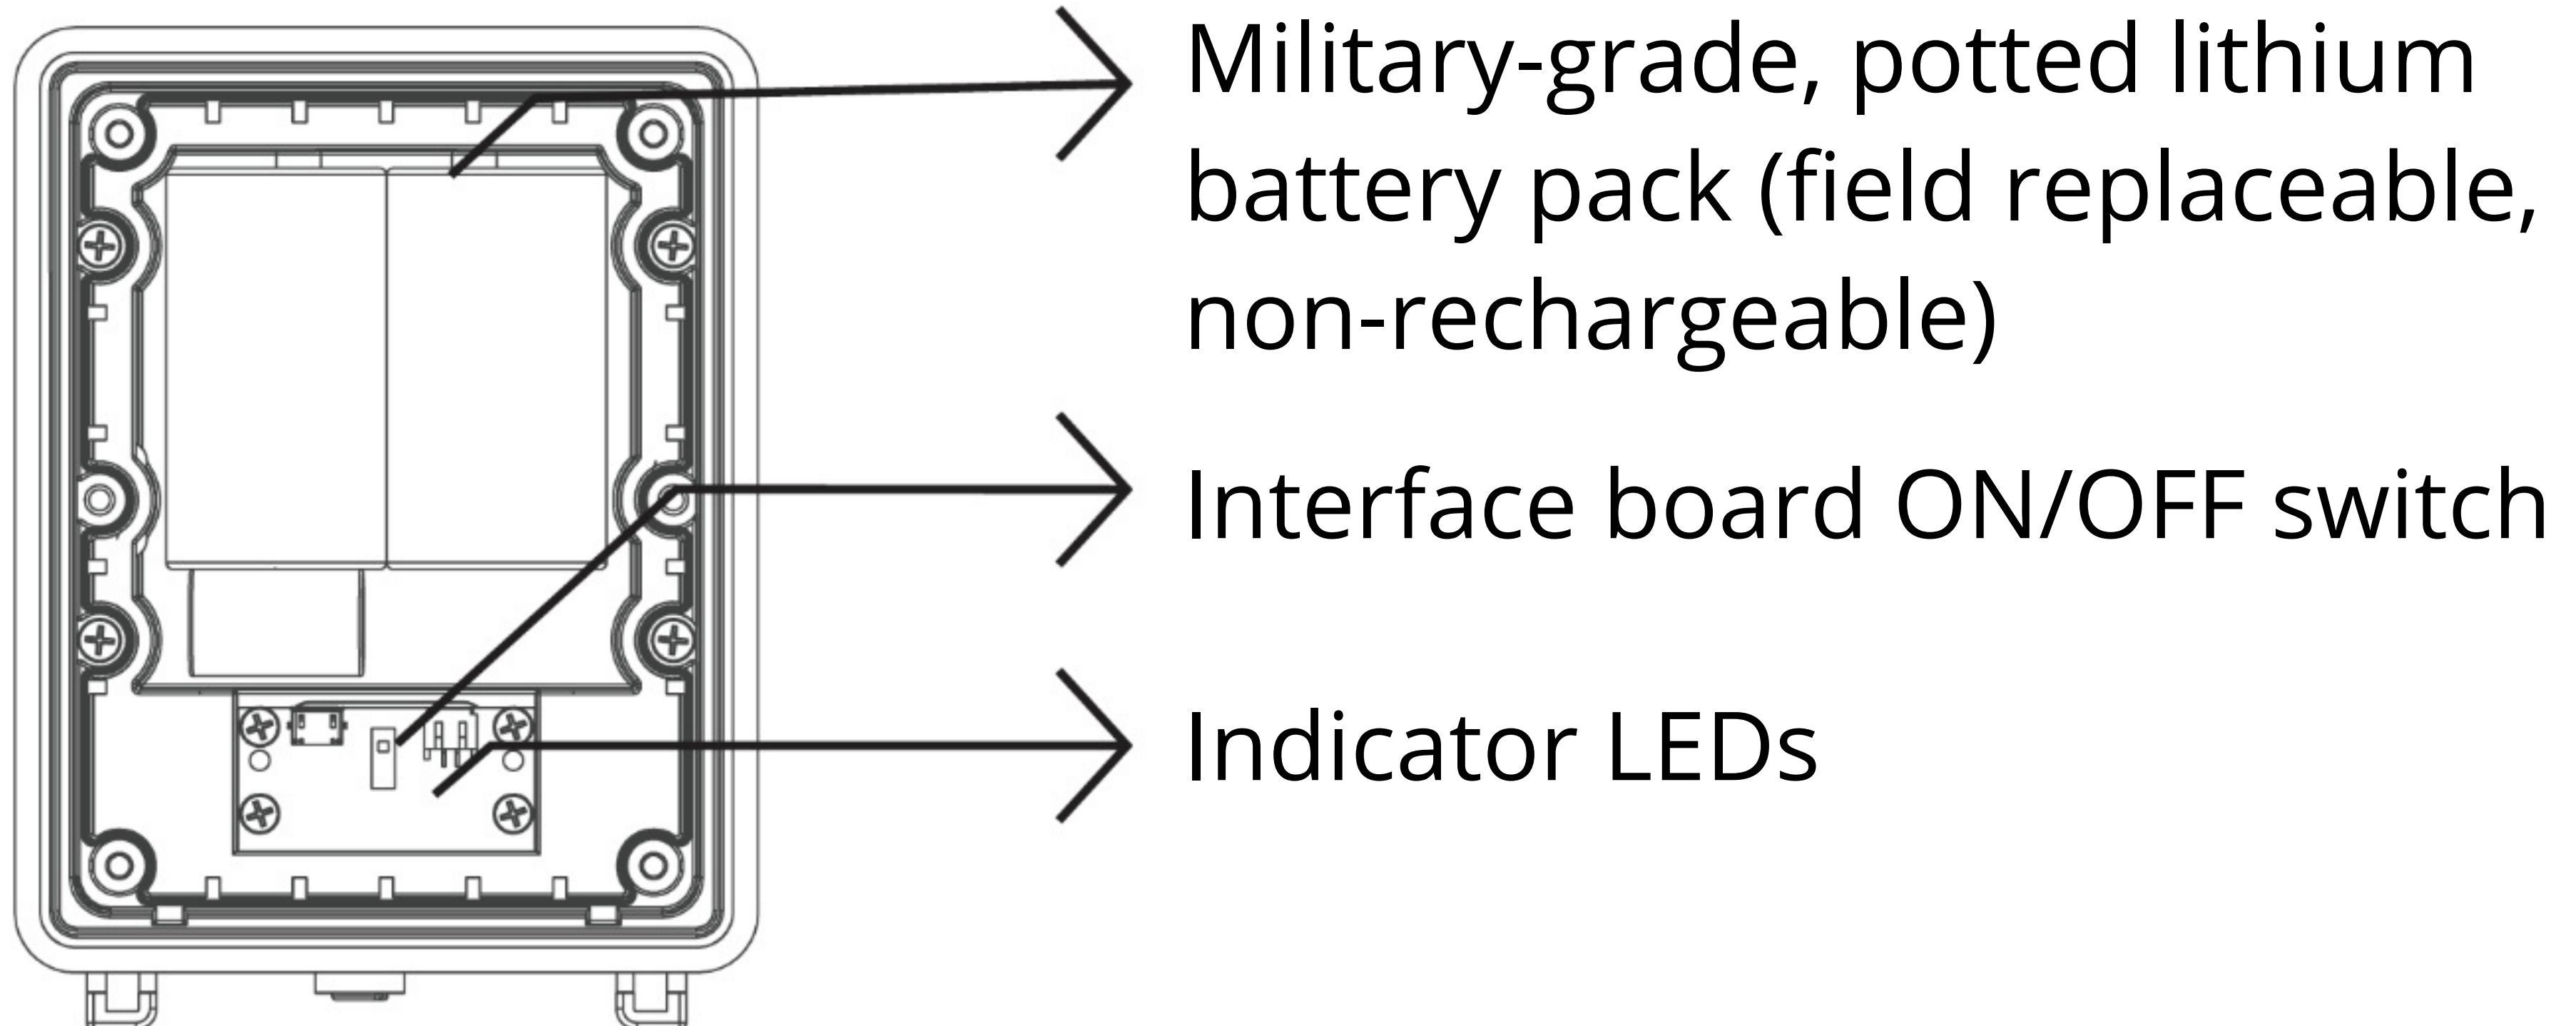 Military-grade, potted lithium
battery pack (field replaceable,
non-rechargeable)
Interface board ON/OFF switch
Indicator LEDs